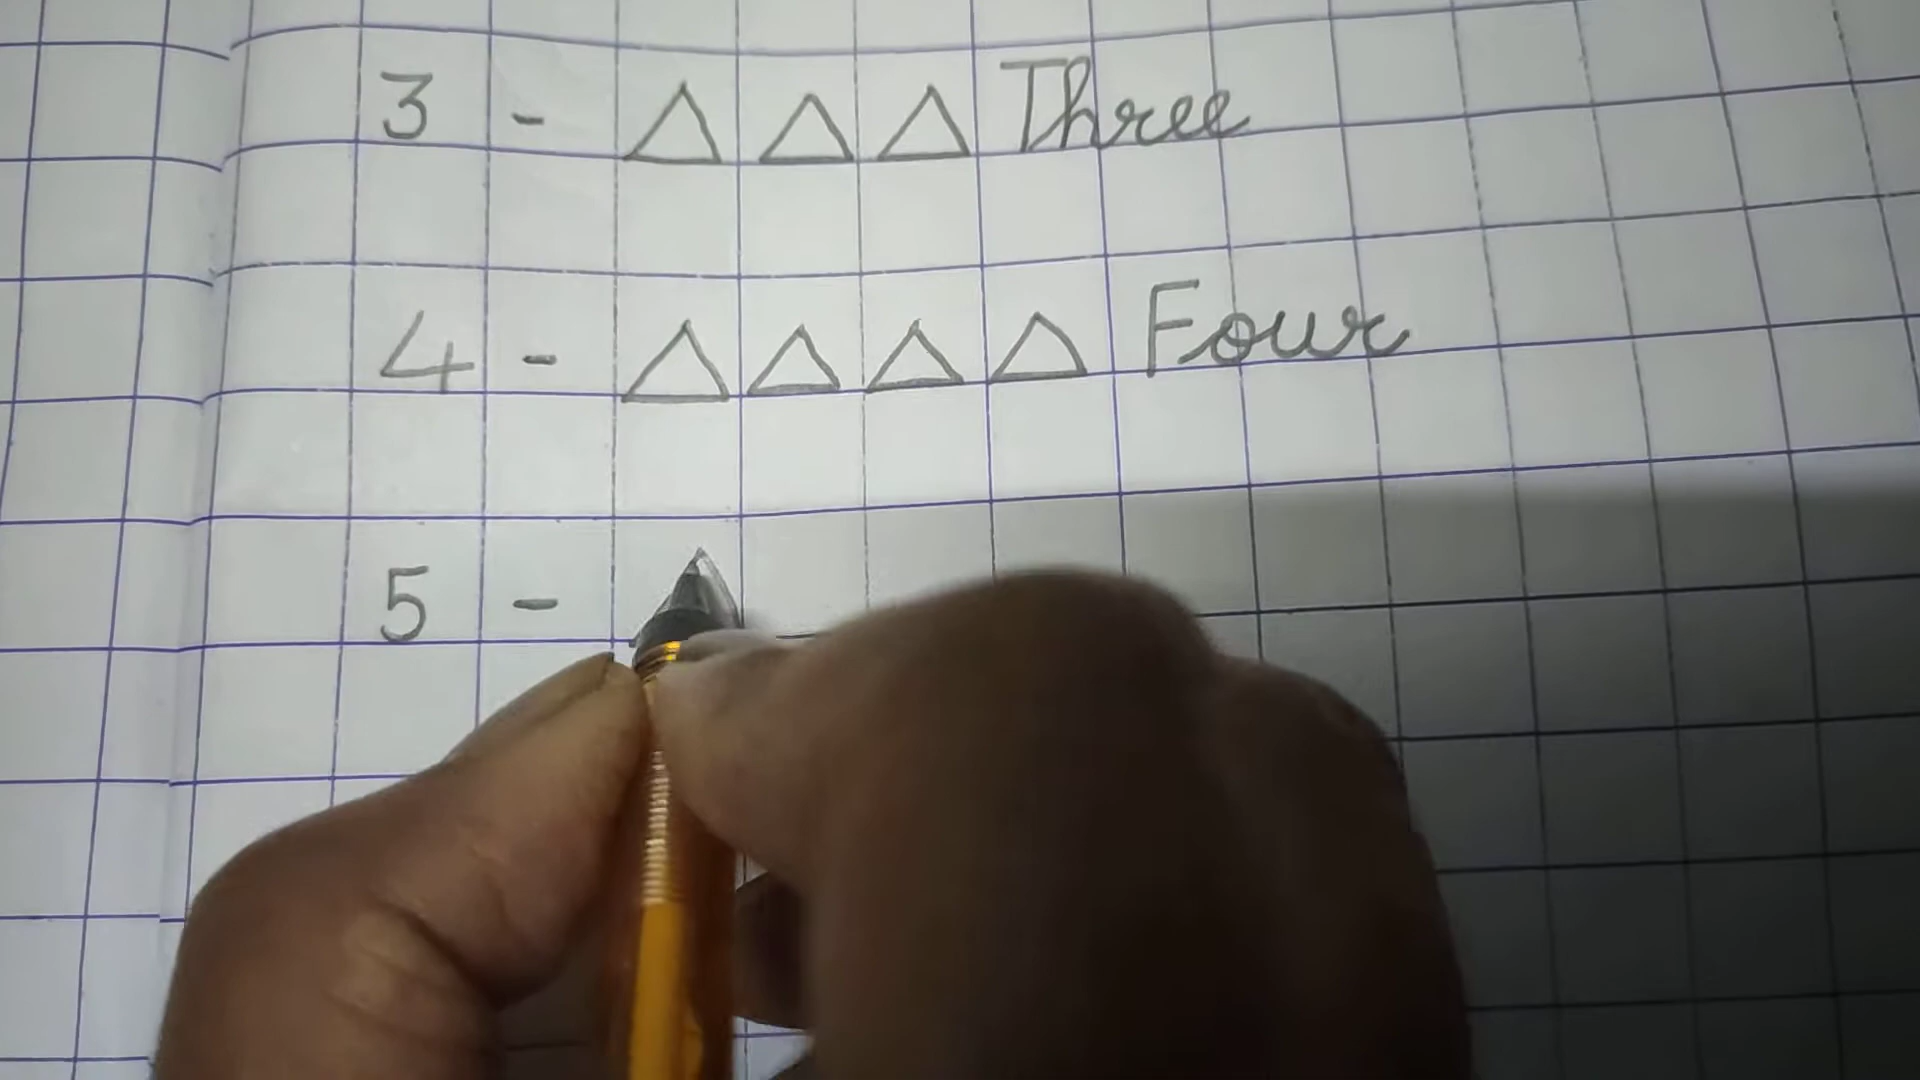 3 - △ △ △ Three
4 - △ △ △ △ Four
5 -